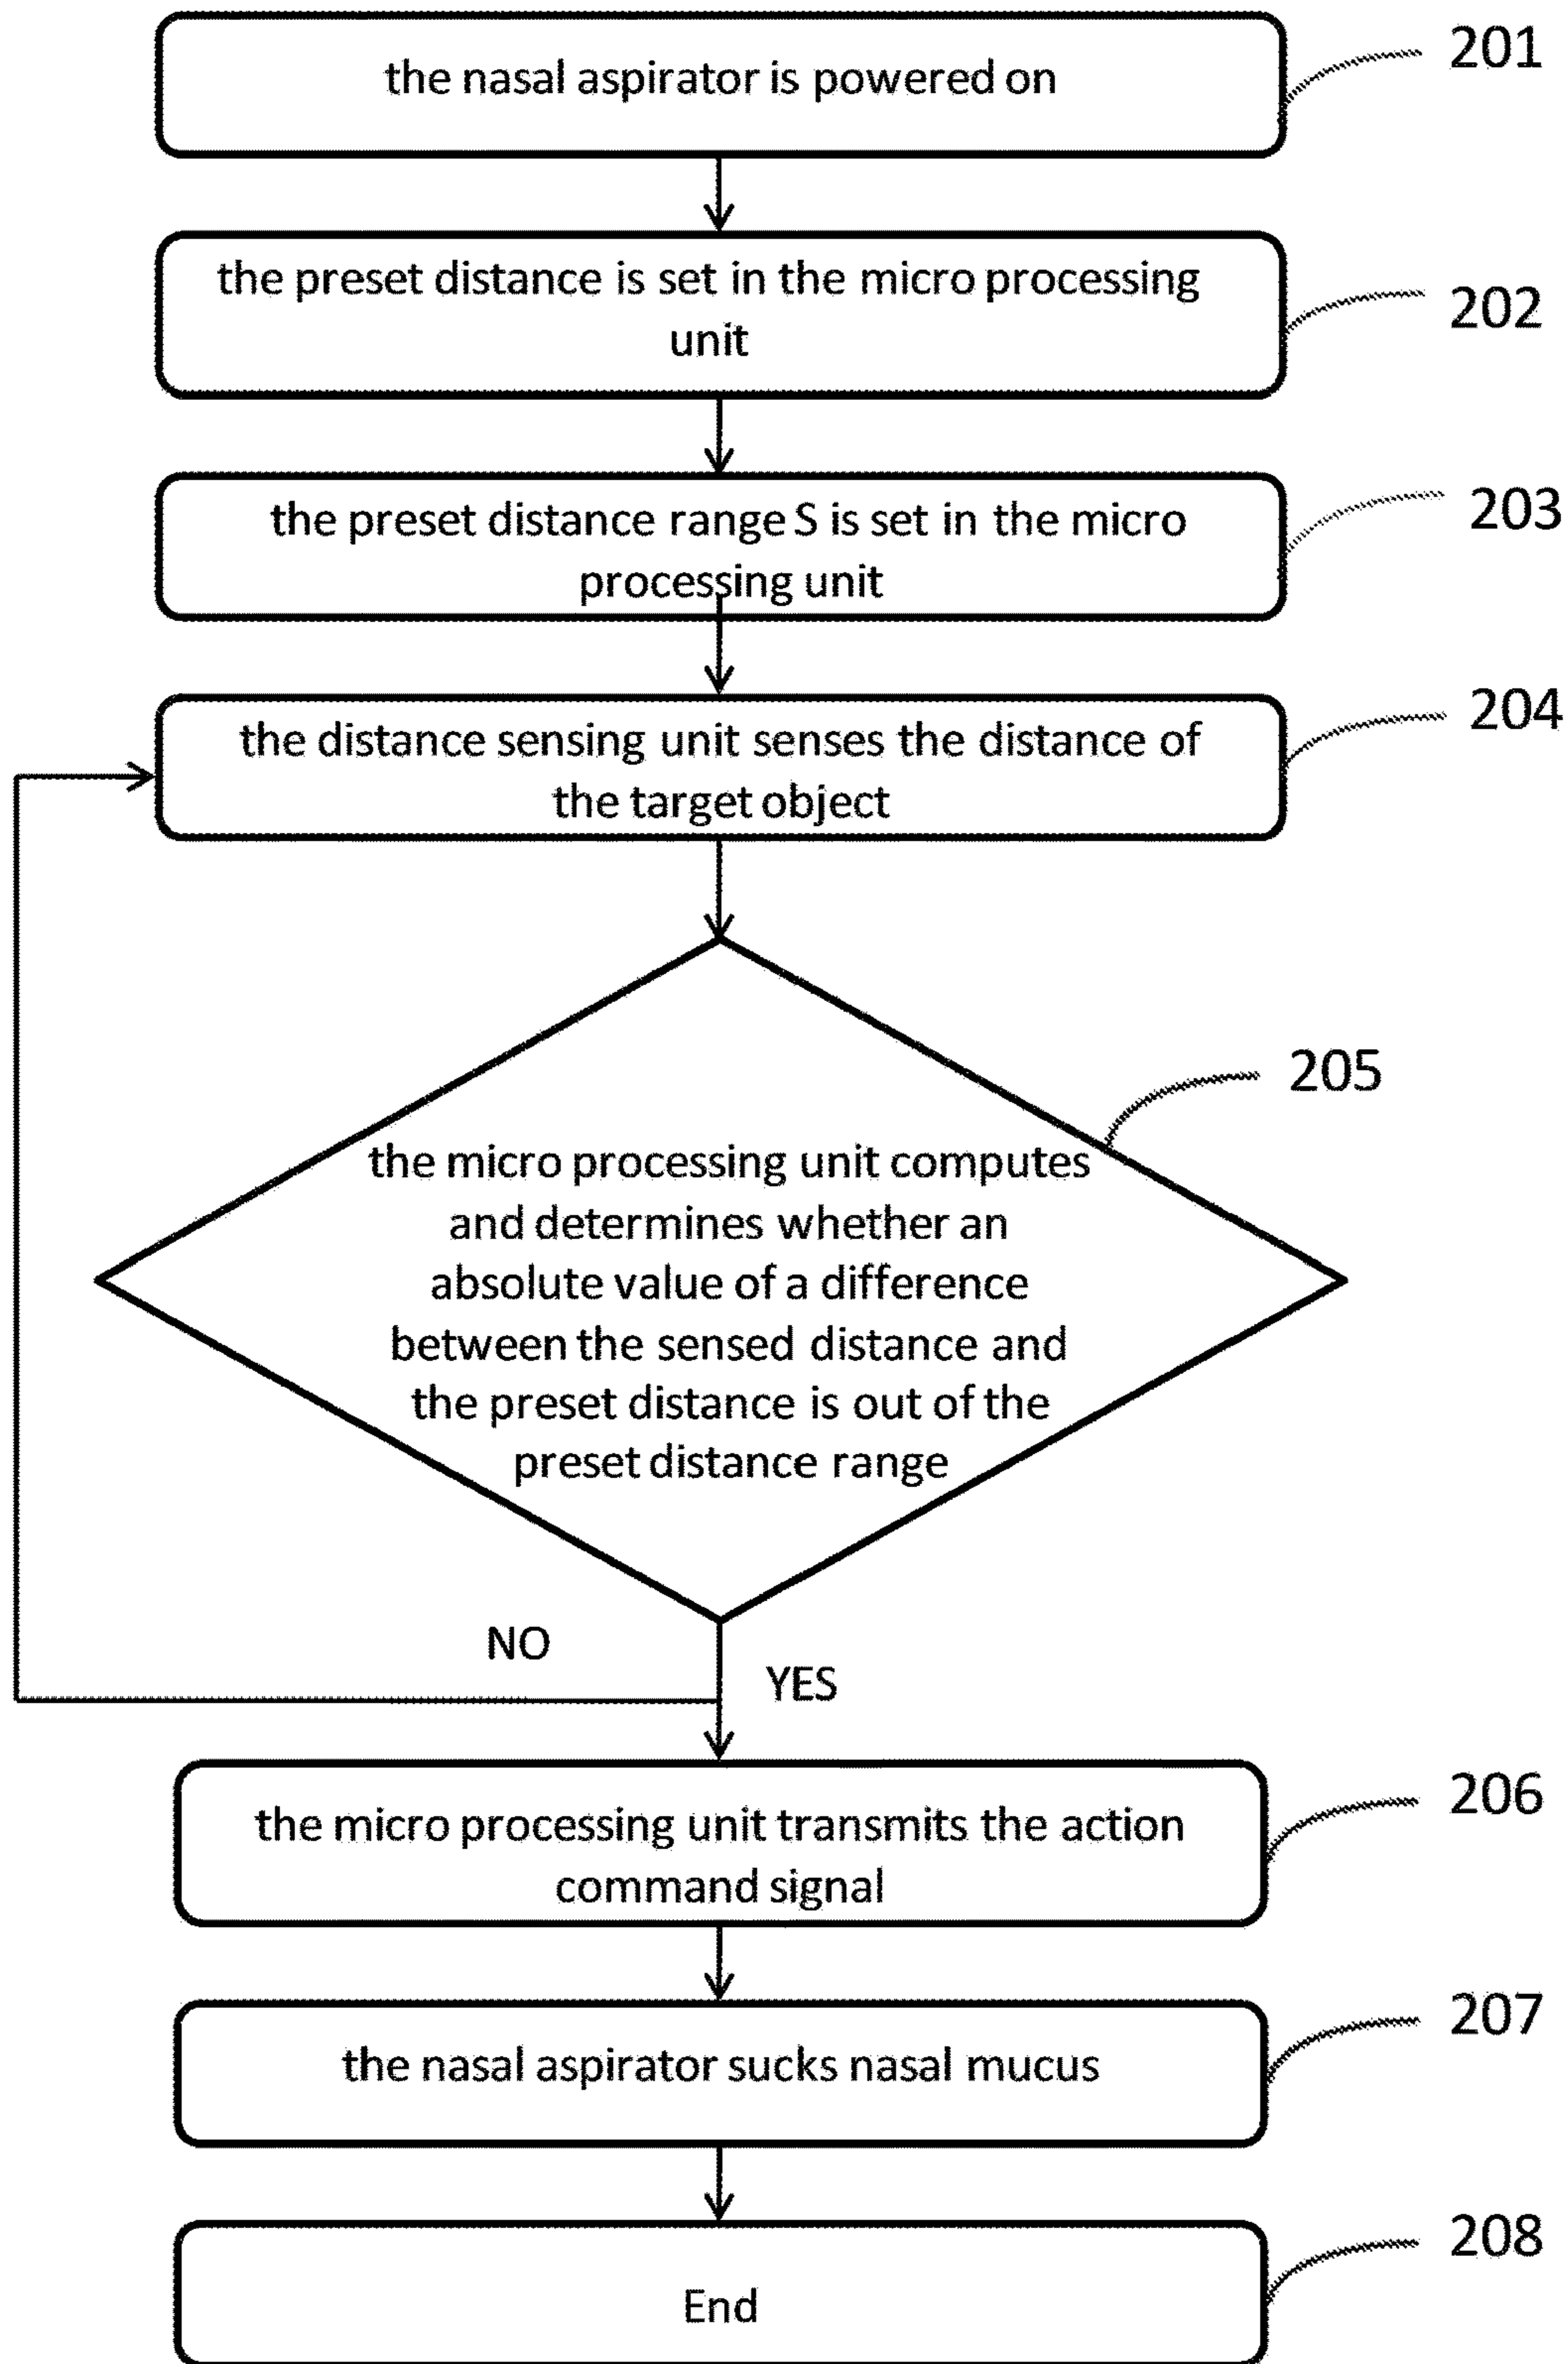 the nasal aspirator is powered on
201
the preset distance is set in the micro processing
unit
202
the preset distance range S is set in the micro
processing unit
203
the distance sensing unit senses the distance of
the target object
204
205
the micro processing unit computes
and determines whether an
absolute value of a difference
between the sensed distance and
the preset distance is out of the
preset distance range
NO
YES
the micro processing unit transmits the action
command signal
206
the nasal aspirator sucks nasal mucus
207
End
208